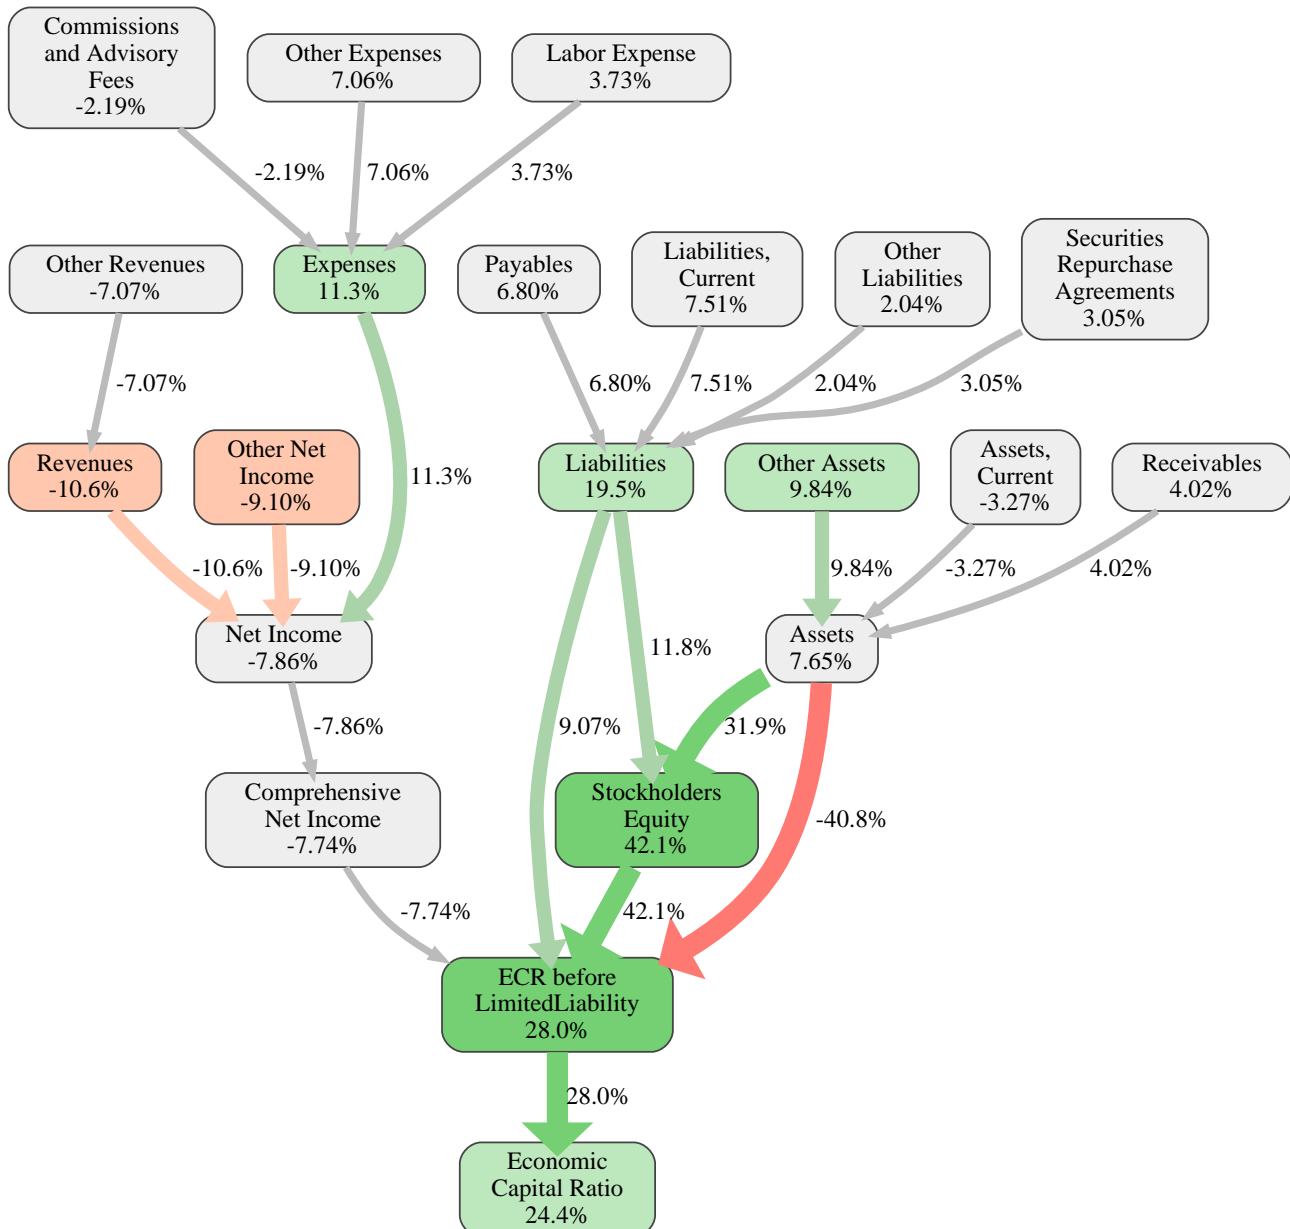 Commissions
and Advisory
Fees
-2.19%
Other Expenses
7.06%
Labor Expense
3.73%
-2.19%
7.06%
3.73%
Other Revenues
-7.07%
Expenses
11.3%
Payables
6.80%
Liabilities,
Current
7.51%
Other
Liabilities
2.04%
Securities
Repurchase
Agreements
3.05%
-7.07%
6.80%
7.51%
2.04%
3.05%
Revenues
-10.6%
Other Net
Income
-9.10%
11.3%
Liabilities
19.5%
Other Assets
9.84%
Assets,
Current
-3.27%
Receivables
4.02%
-10.6%
-9.10%
9.84%
-3.27%
4.02%
Net Income
-7.86%
11.8%
Assets
7.65%
-7.86%
9.07%
31.9%
Comprehensive
Net Income
-7.74%
Stockholders
Equity
42.1%
-40.8%
-7.74%
42.1%
ECR before
LimitedLiability
28.0%
28.0%
Economic
Capital Ratio
24.4%